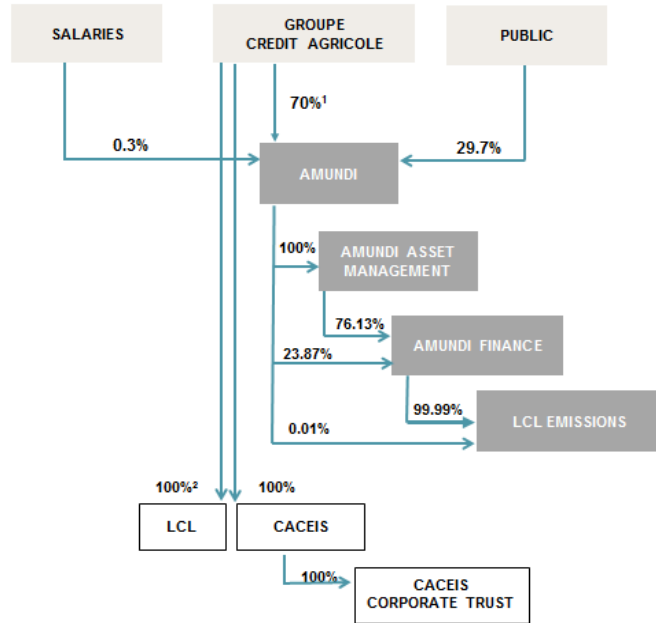 SALARIES
GROUPE
CREDIT AGRICOLE
PUBLIC
70%¹
0.3%
29.7%
AMUNDI
100%
AMUNDI ASSET
MANAGEMENT
76.13%
23.87%
AMUNDI FINANCE
99.99%
0.01%
LCL EMISSIONS
100%²
100%
LCL
CACEIS
100%
CACEIS
CORPORATE TRUST